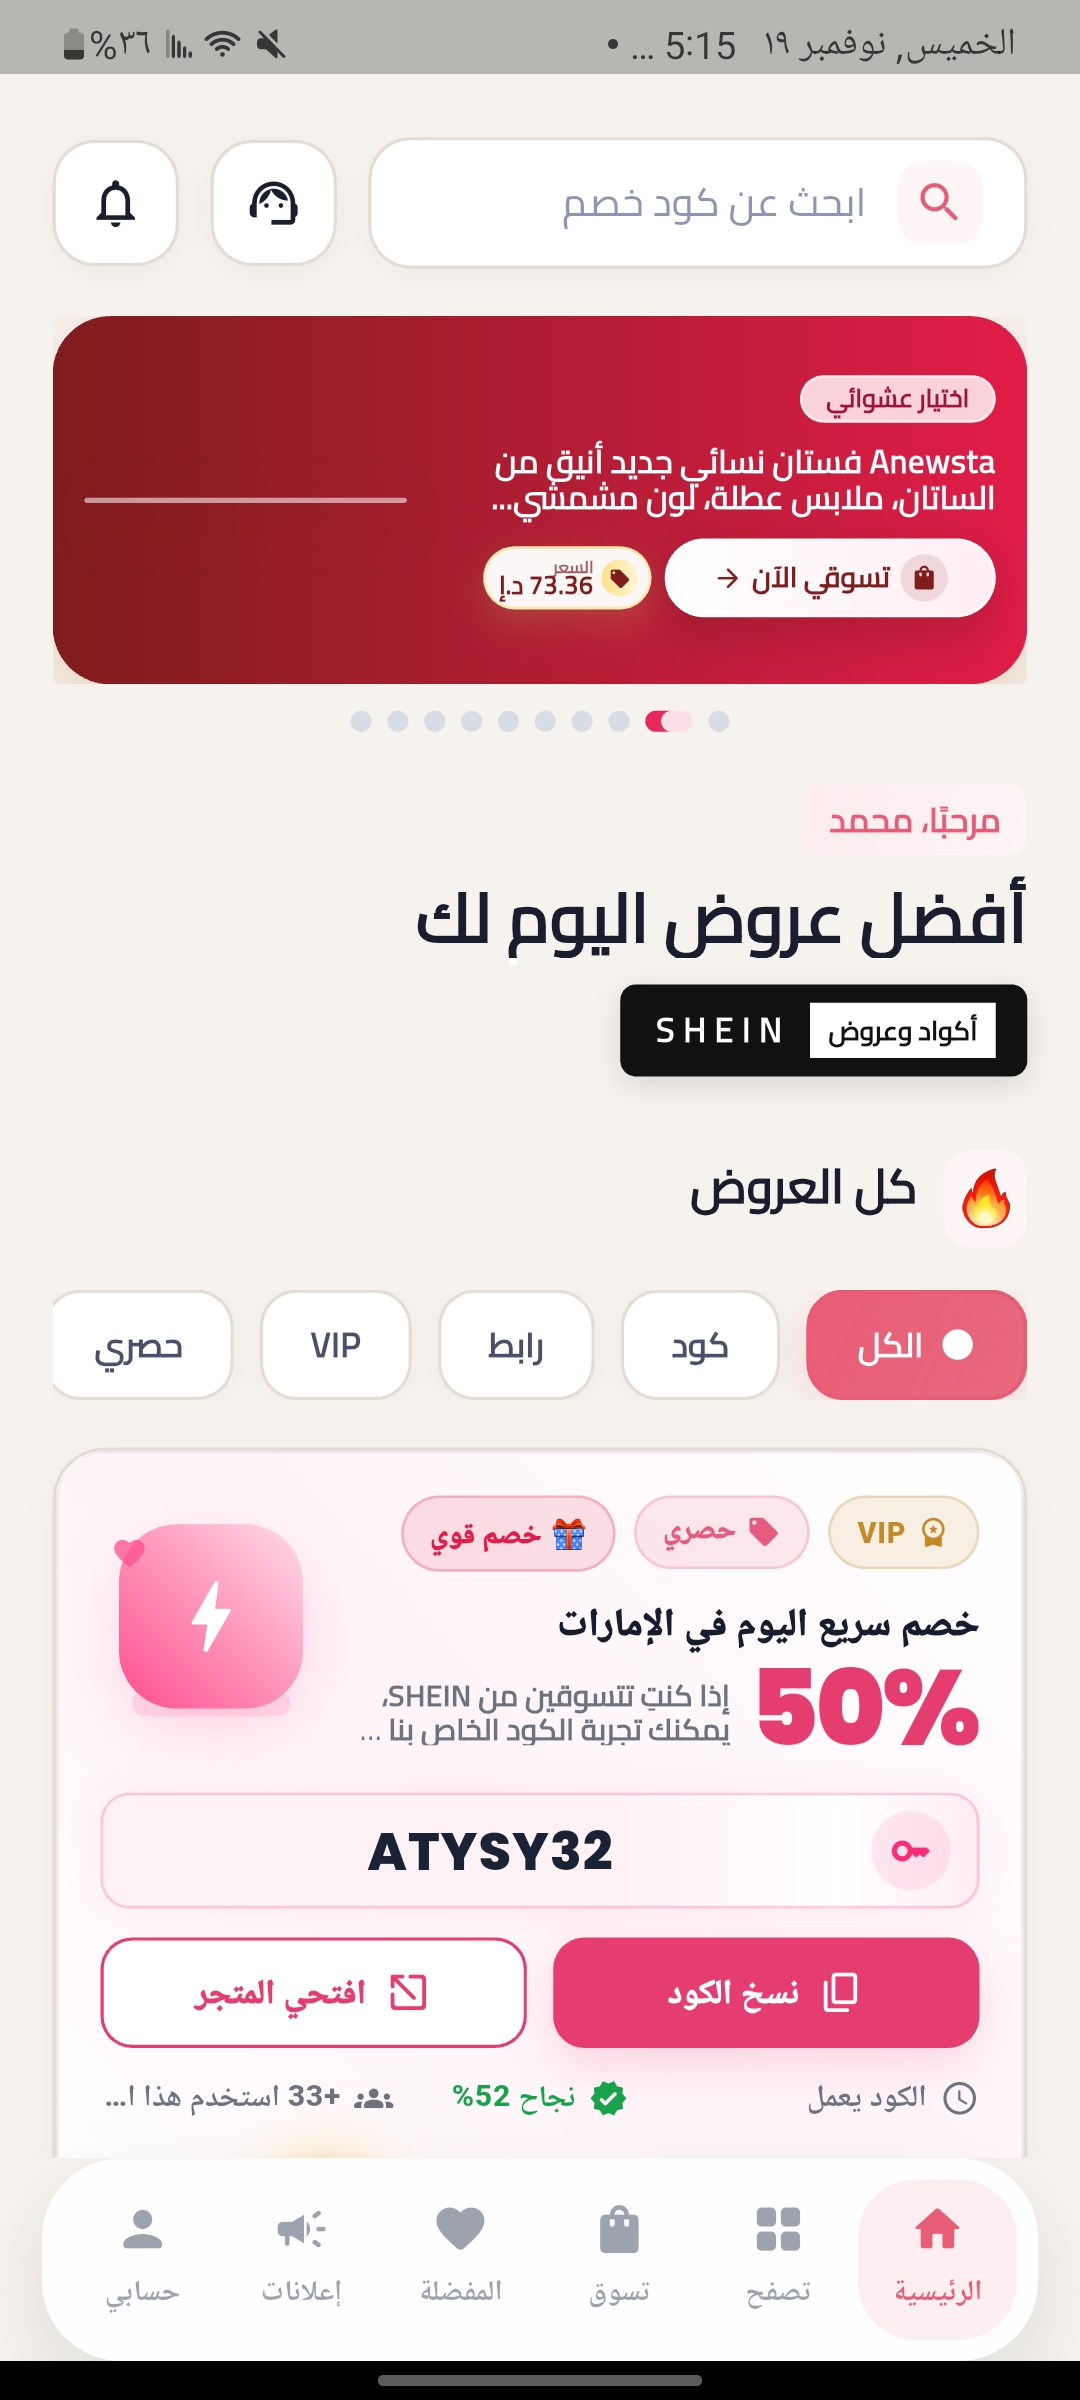 الخميس, نوفمبر ١٩ 5:15 ... •
%٣٦
ابحث عن كود خصم
اختيار عشوائي
Anewsta فستان نسائي جديد أنيق من
الساتان، ملابس عطلة، لون مشمشي...
تسوقي الآن →
السعر
73.36 د.إ
مرحبًا، محمد
أفضل عروض اليوم لك
أكواد وعروض
SHEIN
كل العروض
الكل
كود
رابط
VIP
حصري
VIP
حصري
خصم قوي
خصم سريع اليوم في الإمارات
50%
إذا كنتِ تتسوقين من SHEIN،
يمكنك تجربة الكود الخاص بنا ...
ATYSY32
نسخ الكود
افتحي المتجر
الكود يعمل
نجاح 52%
+33 استخدم هذا ا...
الرئيسية
تصفح
تسوق
المفضلة
إعلانات
حسابي